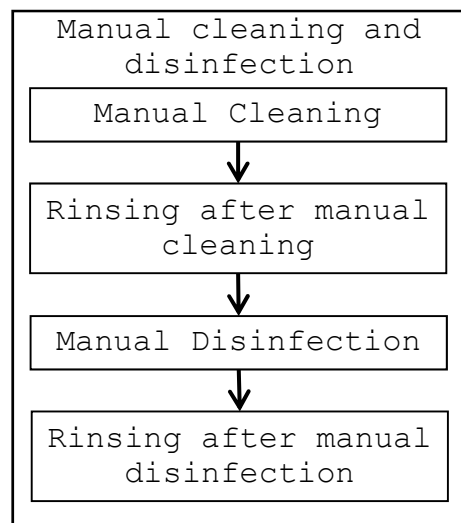 Manual cleaning and
disinfection
Manual Cleaning
Rinsing after manual
cleaning
Manual Disinfection
Rinsing after manual
disinfection